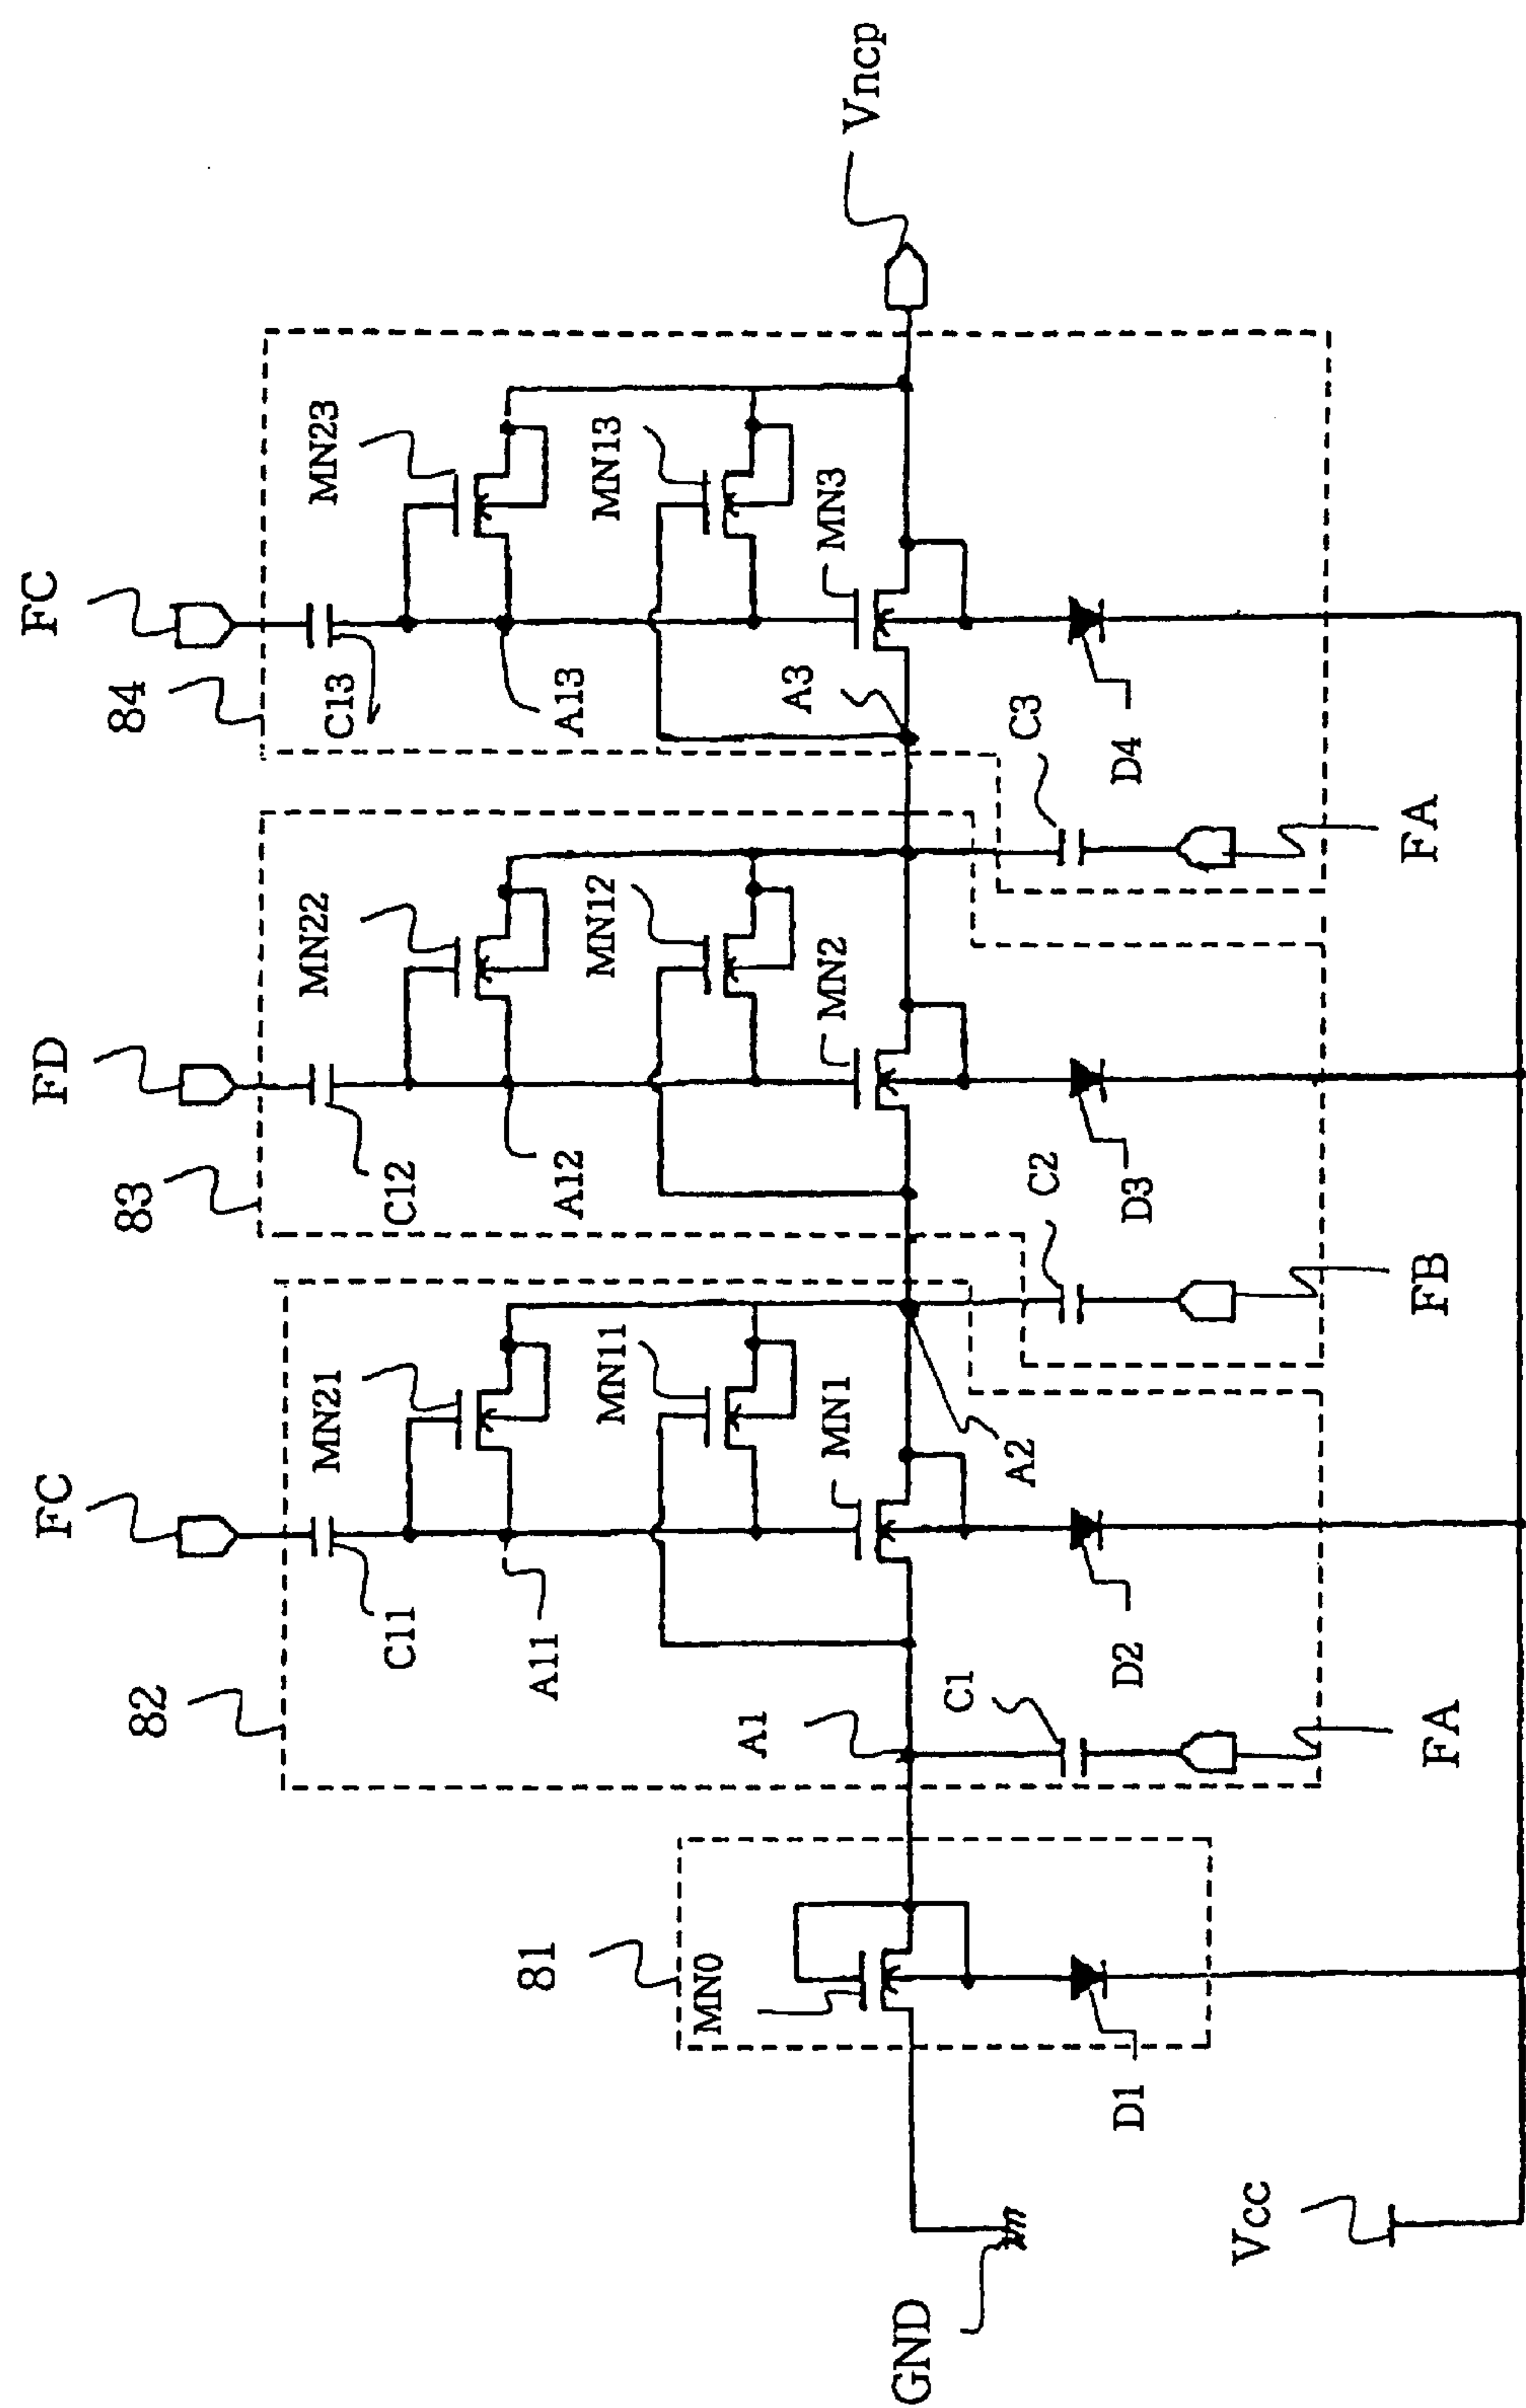 FC
FD
FC
84
83
82
81
C13
C12
C11
MN23
MN22
MN21
A13
A12
A11
MN13
MN12
MN11
MN3
MN2
MN1
MN0
A3
A2
A1
Vncp
GND
C3
C2
C1
D4
D3
D2
D1
FA
FB
FA
Vcc